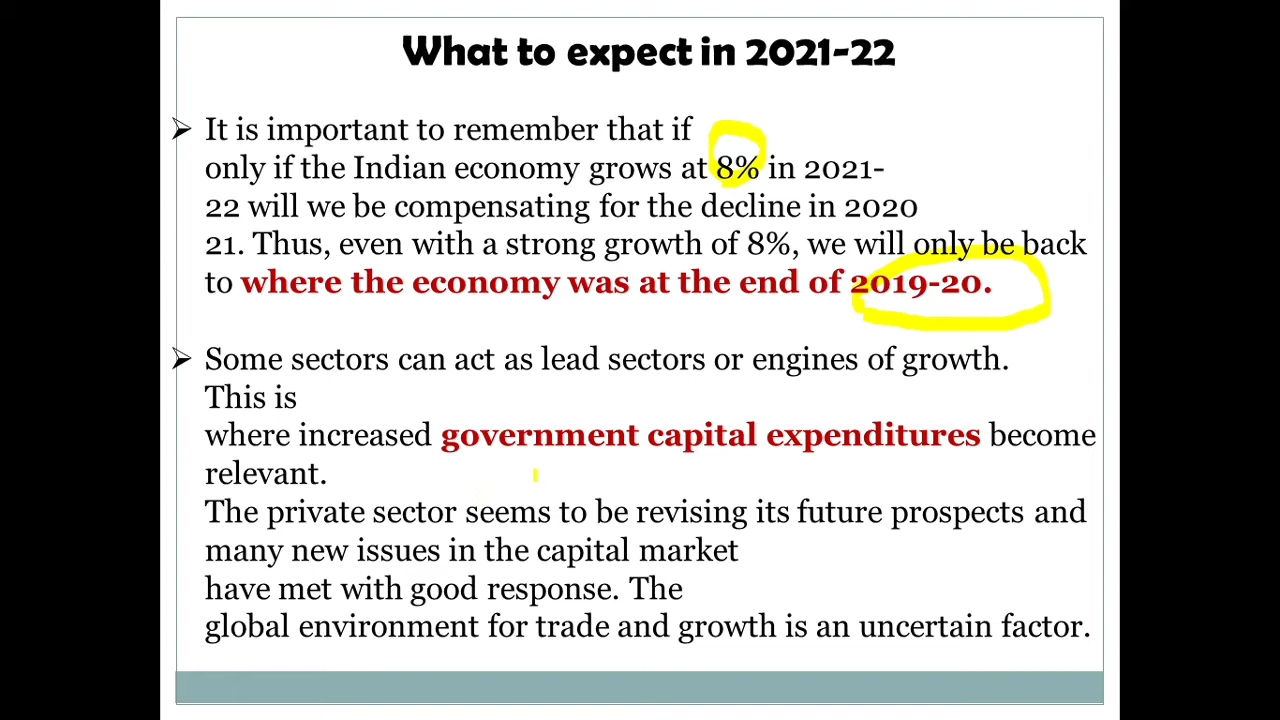 What to expect in 2021-22
It is important to remember that if
only if the Indian economy grows at 8% in 2021-
22 will we be compensating for the decline in 2020
21. Thus, even with a strong growth of 8%, we will only be back
to where the economy was at the end of 2019-20.
Some sectors can act as lead sectors or engines of growth.
This is
where increased government capital expenditures become
relevant.
The private sector seems to be revising its future prospects and
many new issues in the capital market
have met with good response. The
global environment for trade and growth is an uncertain factor.